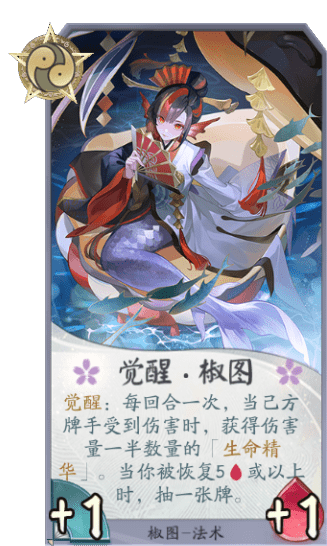 觉醒·椒图
觉醒：每回合一次，当己方
牌手受到伤害时，获得伤害
量一半数量的「生命精
华」。当你被恢复5或以上
时，抽一张牌。
+1
+1
椒图-法术